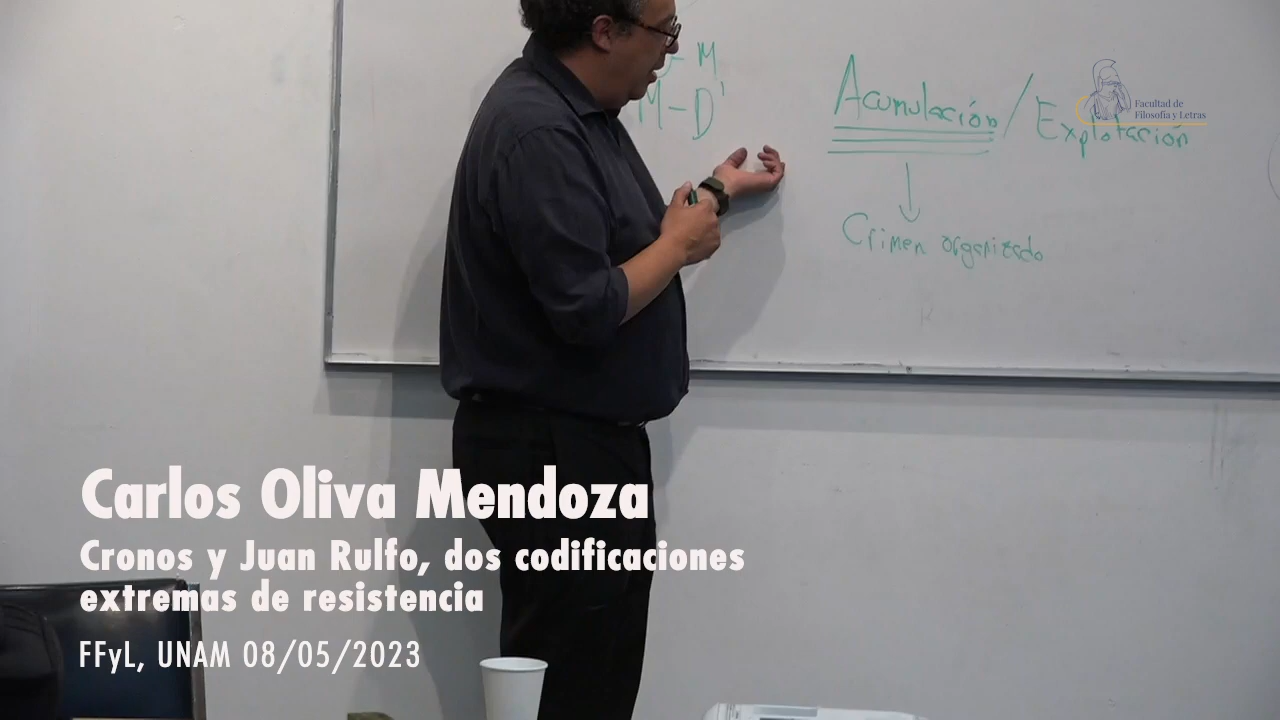 - M
M - D'
Acumulación / Explotación
Crimen organizado
Facultad de
Filosofía y Letras
Carlos Oliva Mendoza
Cronos y Juan Rulfo, dos codificaciones
extremas de resistencia
FFyL, UNAM 08/05/2023